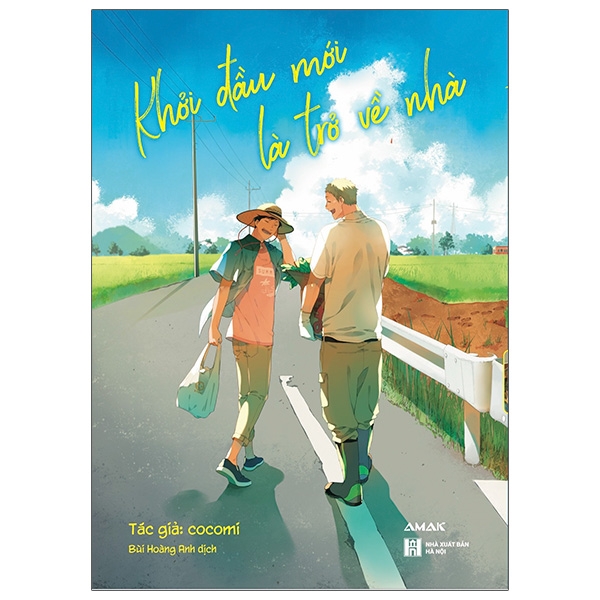 Khởi đầu mới
là trở về nhà
Tác giả: cocomi
Bùi Hoàng Anh dịch
AMAK
NHÀ XUẤT BẢN
HÀ NỘI